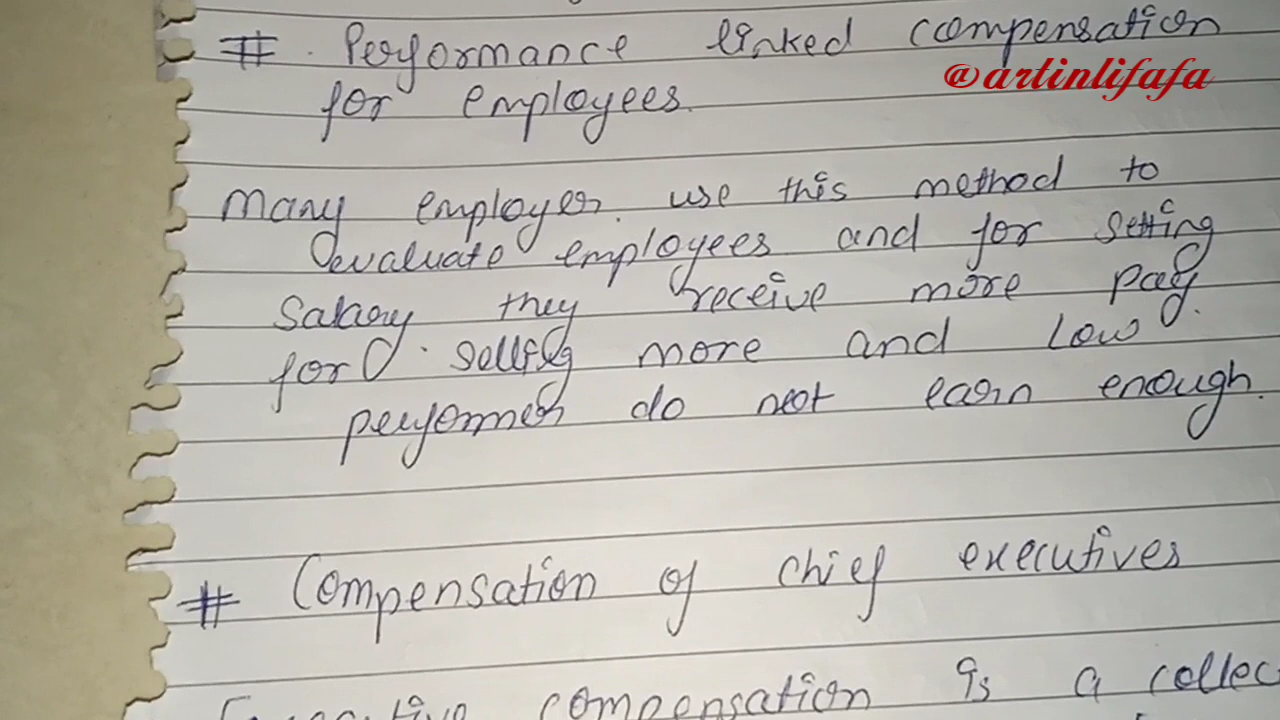 # Performance linked compensation
@artinlifafa
for employees.
Many employer use this method to
evaluate employees and for setting
Salary they receive more pay
for selling more and low
performer do not earn enough.
# Compensation of chief executives
compensation is a collec